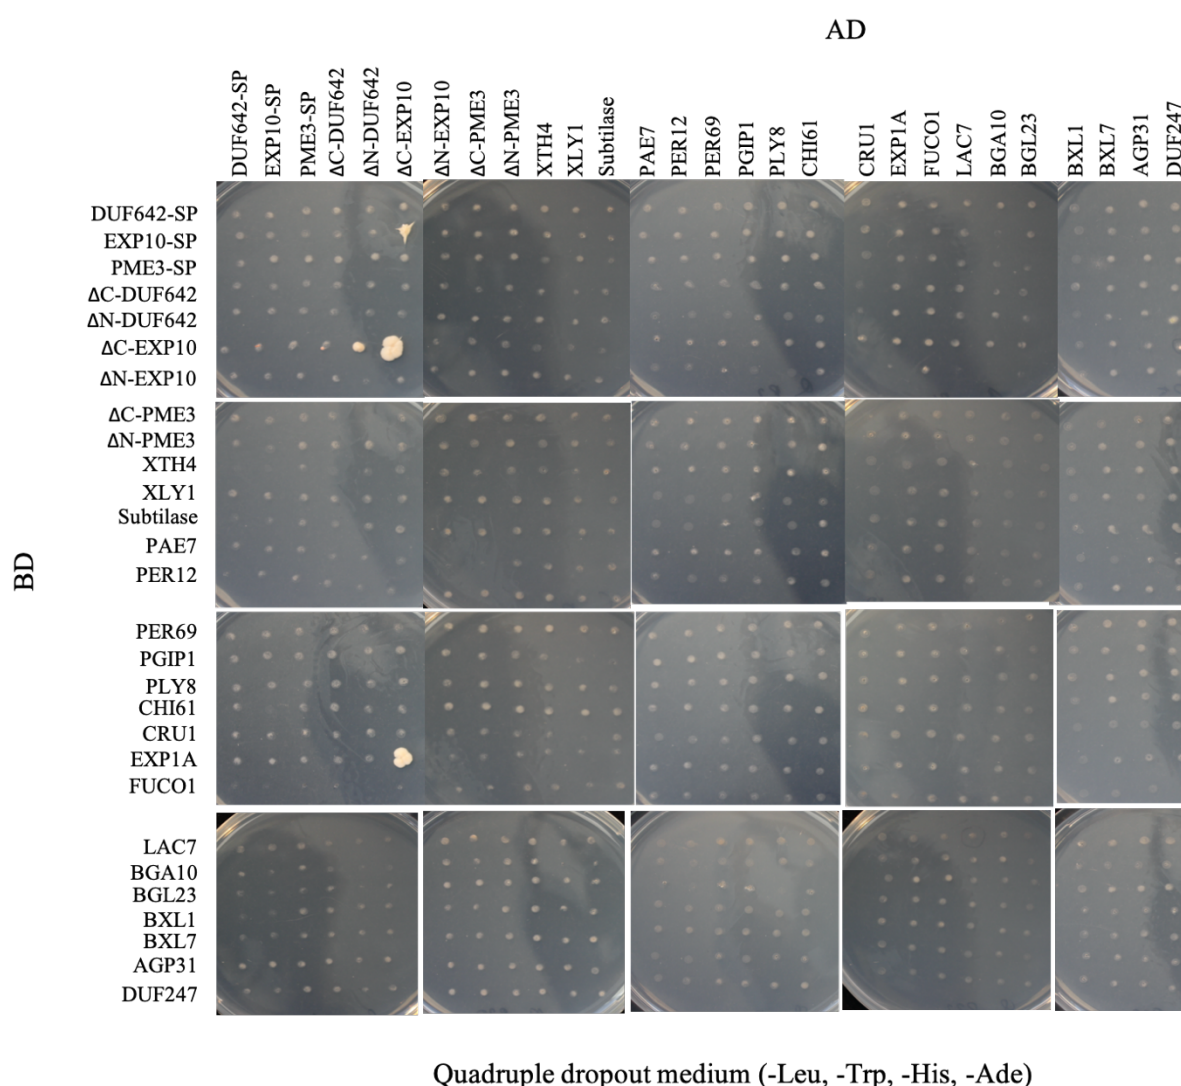 AD
DUF642-SP
EXP10-SP
PME3-SP
ΔC-DUF642
ΔN-DUF642
ΔC-EXP10
ΔN-EXP10
ΔC-PME3
ΔN-PME3
XTH4
XLY1
Subtilase
PAE7
PER12
PER69
PGIP1
PLY8
CHI61
CRU1
EXP1A
FUCO1
LAC7
BGA10
BGL23
BXL1
BXL7
AGP31
DUF247
BD
DUF642-SP
EXP10-SP
PME3-SP
ΔC-DUF642
ΔN-DUF642
ΔC-EXP10
ΔN-EXP10
ΔC-PME3
ΔN-PME3
XTH4
XLY1
Subtilase
PAE7
PER12
PER69
PGIP1
PLY8
CHI61
CRU1
EXP1A
FUCO1
LAC7
BGA10
BGL23
BXL1
BXL7
AGP31
DUF247
Quadruple dropout medium (-Leu, -Trp, -His, -Ade)